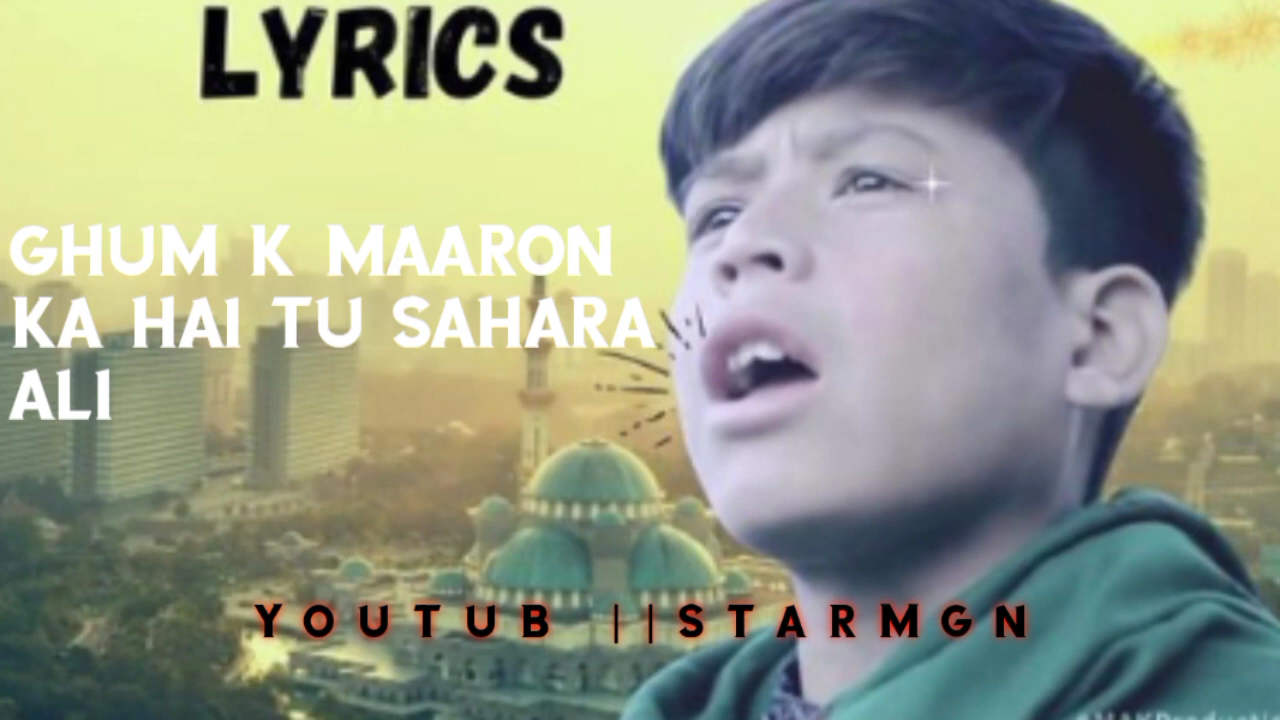 LYRICS
GHUM K MAARON
KA HAI TU SAHARA
ALI
YOUTUB ||STARMGN